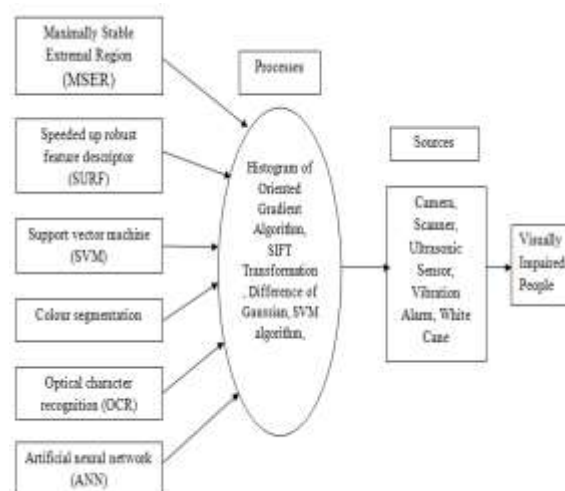 Maximally Stable
Extremal Region
(MSER)
Speeded up robust
feature descriptor
(SURF)
Support vector machine
(SVM)
Colour segmentation
Optical character
recognition (OCR)
Artificial neural network
(ANN)
Processes
Histogram of
Oriented
Gradient
Algorithm,
SIFT
Transformation
, Difference of
Gaussian, SVM
algorithm,
Sources
Camera,
Scanner,
Ultrasonic
Sensor,
Vibration
Alarm, White
Cane
Visually
Impaired
People